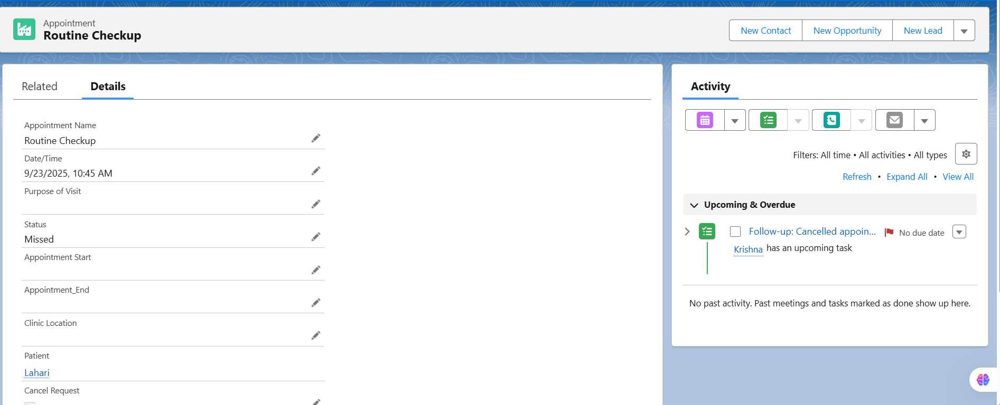 Appointment
Routine Checkup
New Contact
New Opportunity
New Lead
Related
Details
Appointment Name
Routine Checkup
Date/Time
9/23/2025, 10:45 AM
Purpose of Visit
Status
Missed
Appointment Start
Appointment_End
Clinic Location
Patient
Lahari
Cancel Request
Activity
Filters: All time • All activities • All types
Refresh • Expand All • View All
Upcoming & Overdue
Follow-up: Cancelled appoin... No due date
Krishna has an upcoming task
No past activity. Past meetings and tasks marked as done show up here.